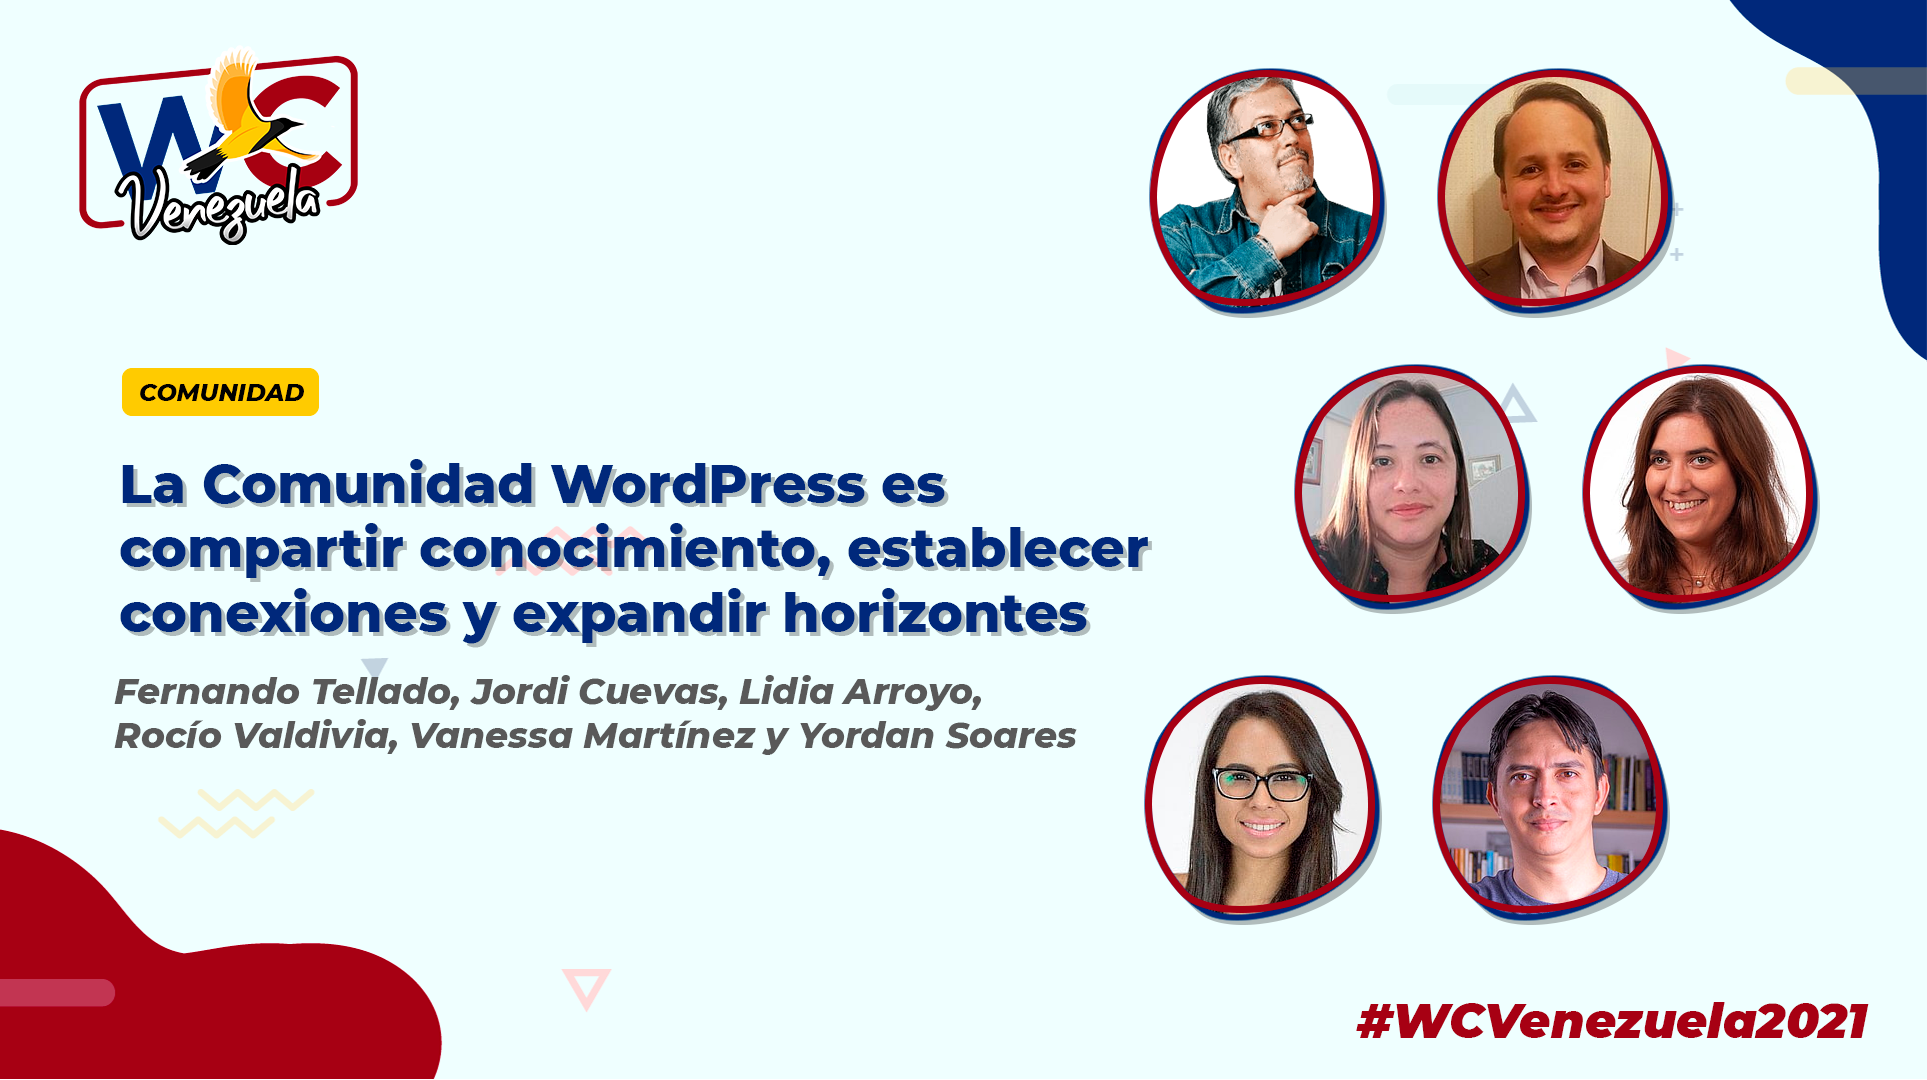 WC
Venezuela
COMUNIDAD
La Comunidad WordPress es
compartir conocimiento, establecer
conexiones y expandir horizontes
Fernando Tellado, Jordi Cuevas, Lidia Arroyo,
Rocío Valdivia, Vanessa Martínez y Yordan Soares
#WCVenezuela2021